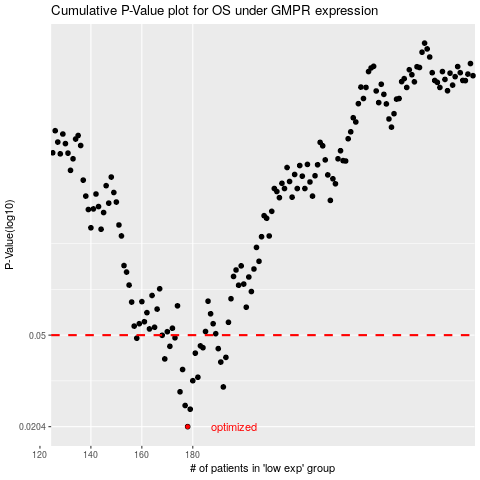 Cumulative P-Value plot for OS under GMPR expression
P-Value(log10)
0.05
0.0204
optimized
120 140 160 180
# of patients in 'low exp' group